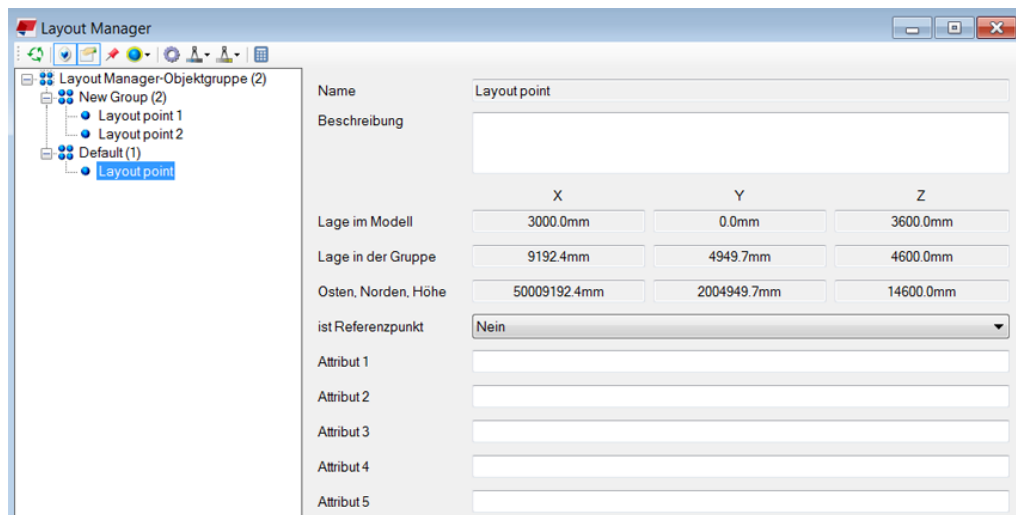 Layout Manager
Layout Manager-Objektgruppe (2)
New Group (2)
Layout point 1
Layout point 2
Default (1)
Layout point
Name Layout point
Beschreibung
X Y Z
Lage im Modell 3000.0mm 0.0mm 3600.0mm
Lage in der Gruppe 9192.4mm 4949.7mm 4600.0mm
Osten, Norden, Höhe 50009192.4mm 2004949.7mm 14600.0mm
ist Referenzpunkt Nein
Attribut 1
Attribut 2
Attribut 3
Attribut 4
Attribut 5